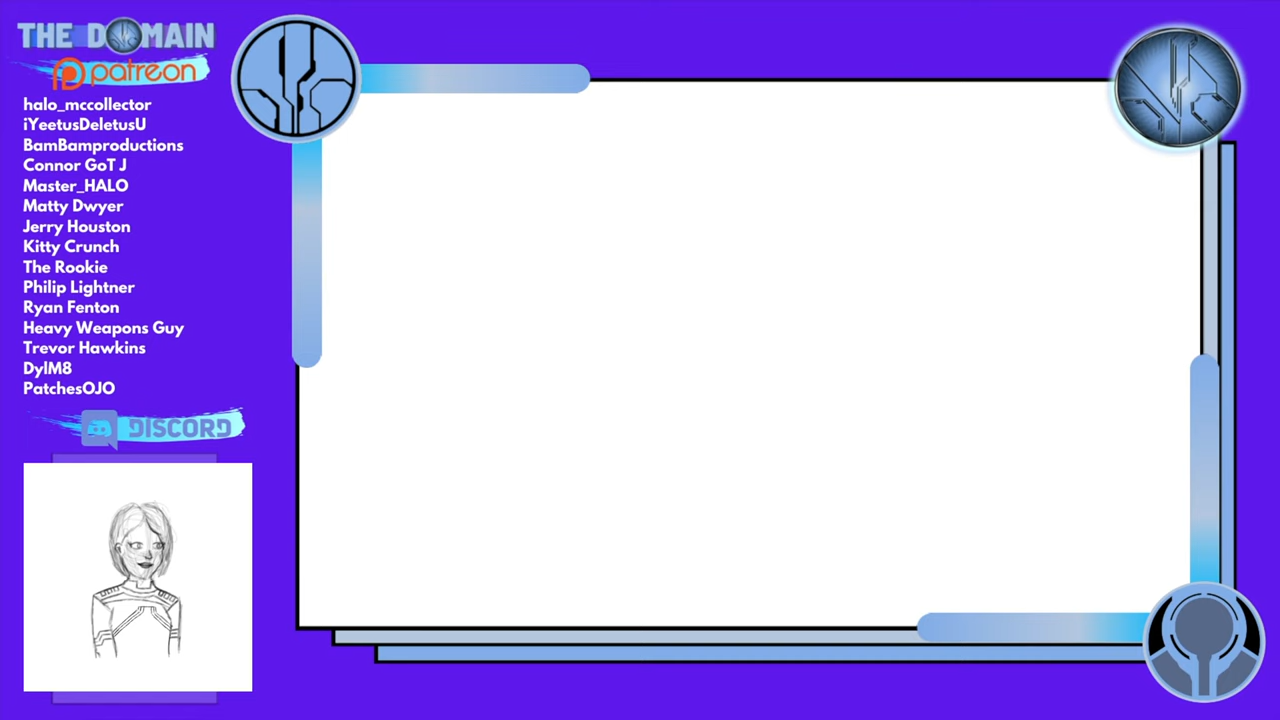 THE DOMAIN
patreon
halo_mccollector
iYeetusDeletusU
BamBamproductions
Connor GoT J
Master_HALO
Matty Dwyer
Jerry Houston
Kitty Crunch
The Rookie
Philip Lightner
Ryan Fenton
Heavy Weapons Guy
Trevor Hawkins
DylM8
PatchesOJO
DISCORD